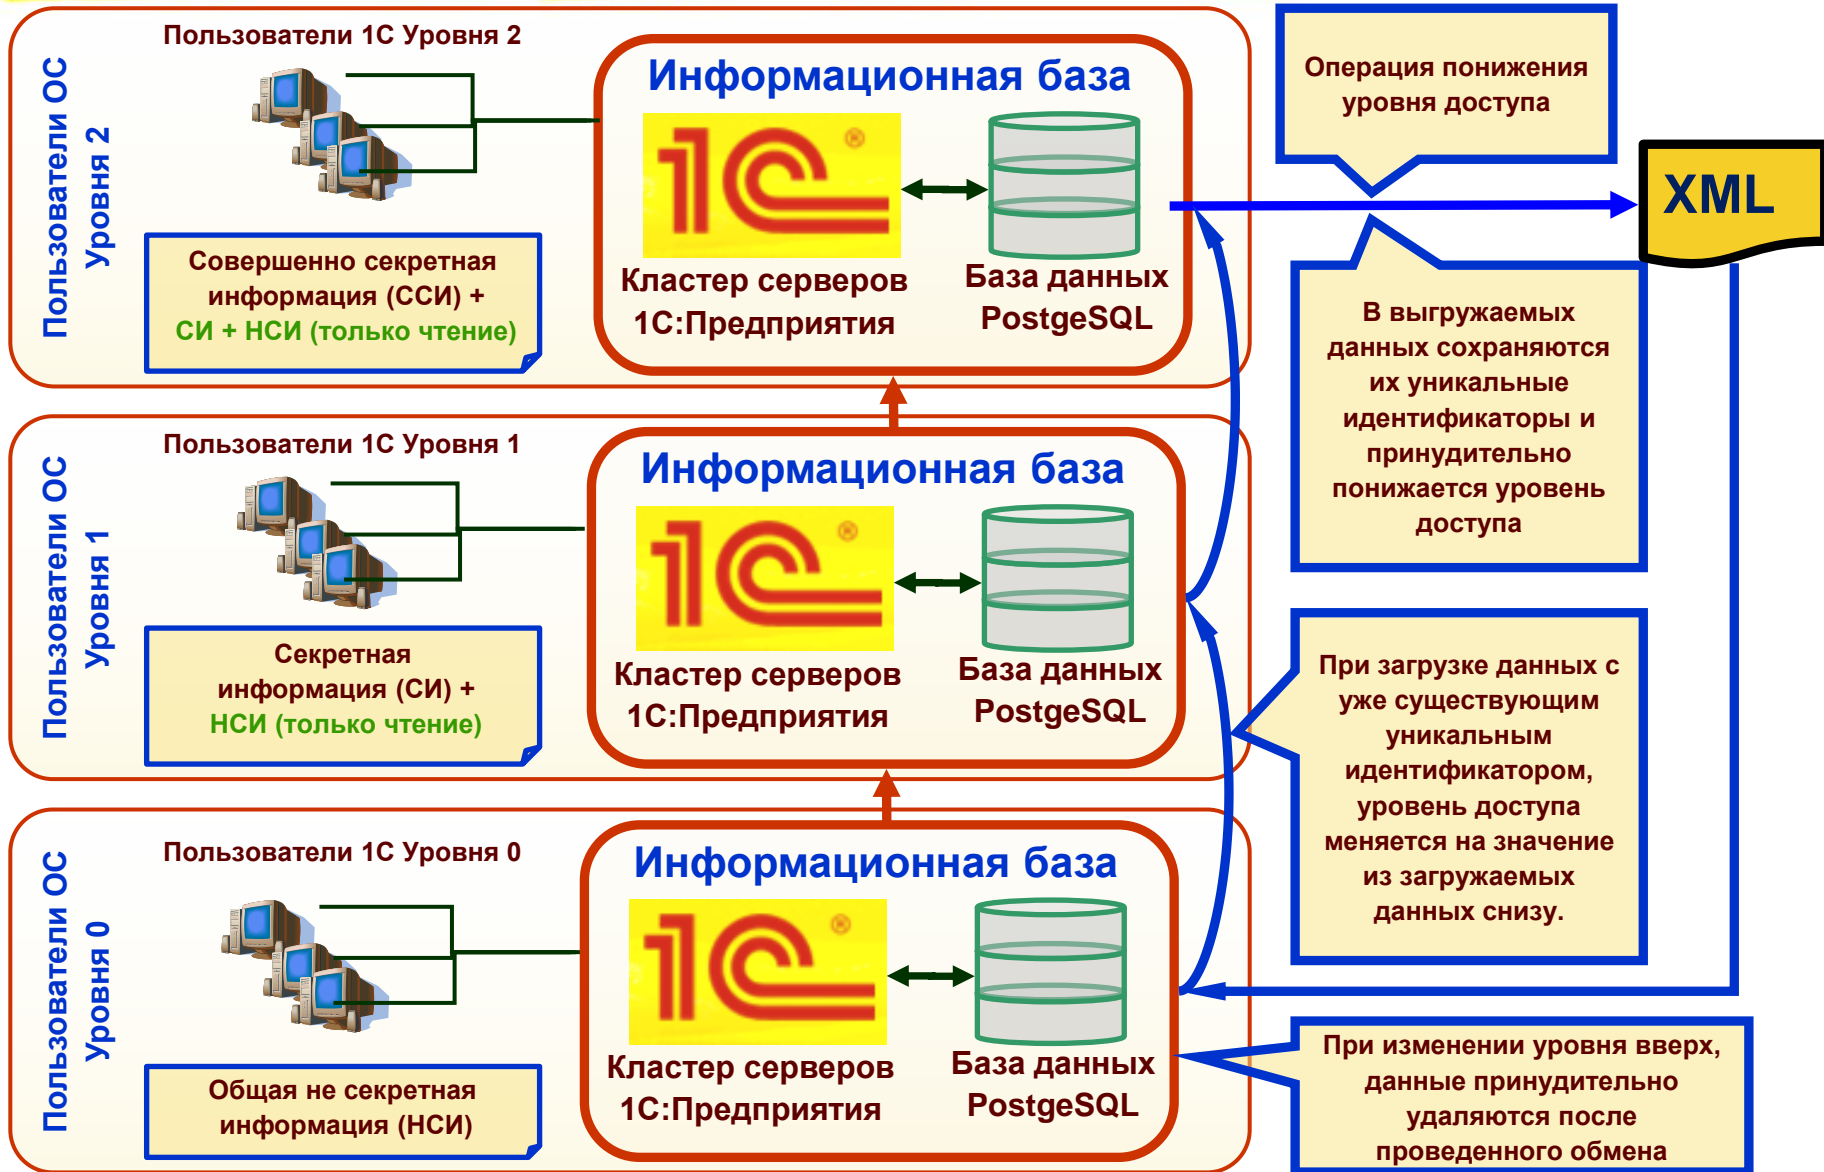 Пользователи ОС
Уровня 2
Пользователи 1С Уровня 2
Совершенно секретная
информация (ССИ) +
СИ + НСИ (только чтение)
Информационная база
1С®
Кластер серверов
1С:Предприятия
База данных
PostgeSQL
Операция понижения
уровня доступа
XML
В выгружаемых
данных сохраняются
их уникальные
идентификаторы и
принудительно
понижается уровень
доступа
Пользователи ОС
Уровня 1
Пользователи 1С Уровня 1
Секретная
информация (СИ) +
НСИ (только чтение)
Информационная база
1С®
Кластер серверов
1С:Предприятия
База данных
PostgeSQL
При загрузке данных с
уже существующим
уникальным
идентификатором,
уровень доступа
меняется на значение
из загружаемых
данных снизу.
Пользователи ОС
Уровня 0
Пользователи 1С Уровня 0
Общая не секретная
информация (НСИ)
Информационная база
1С®
Кластер серверов
1С:Предприятия
База данных
PostgeSQL
При изменении уровня вверх,
данные принудительно
удаляются после
проведенного обмена